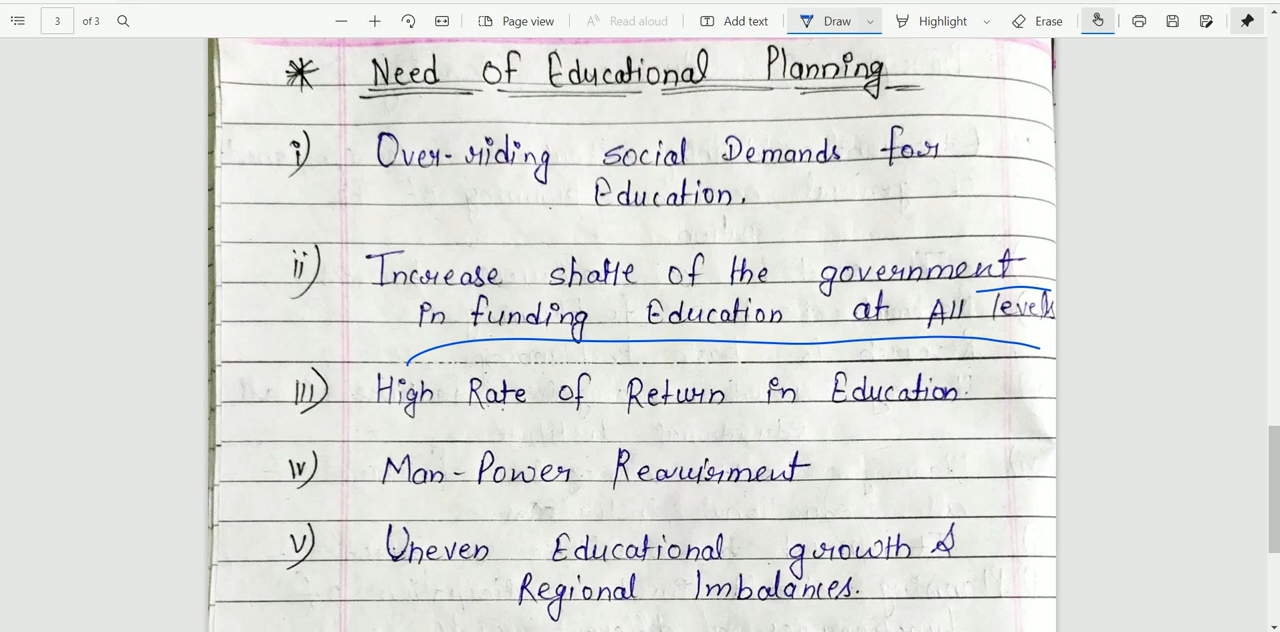 3 of 3 Page view Read aloud Add text Draw Highlight Erase
* Need of Educational Planning
i) Over-riding social Demands for
Education.
ii) Increase share of the government
in funding Education at All levels
III) High Rate of Return in Education.
IV) Man-Power Requirment
V) Uneven Educational growth &
Regional Imbalances.